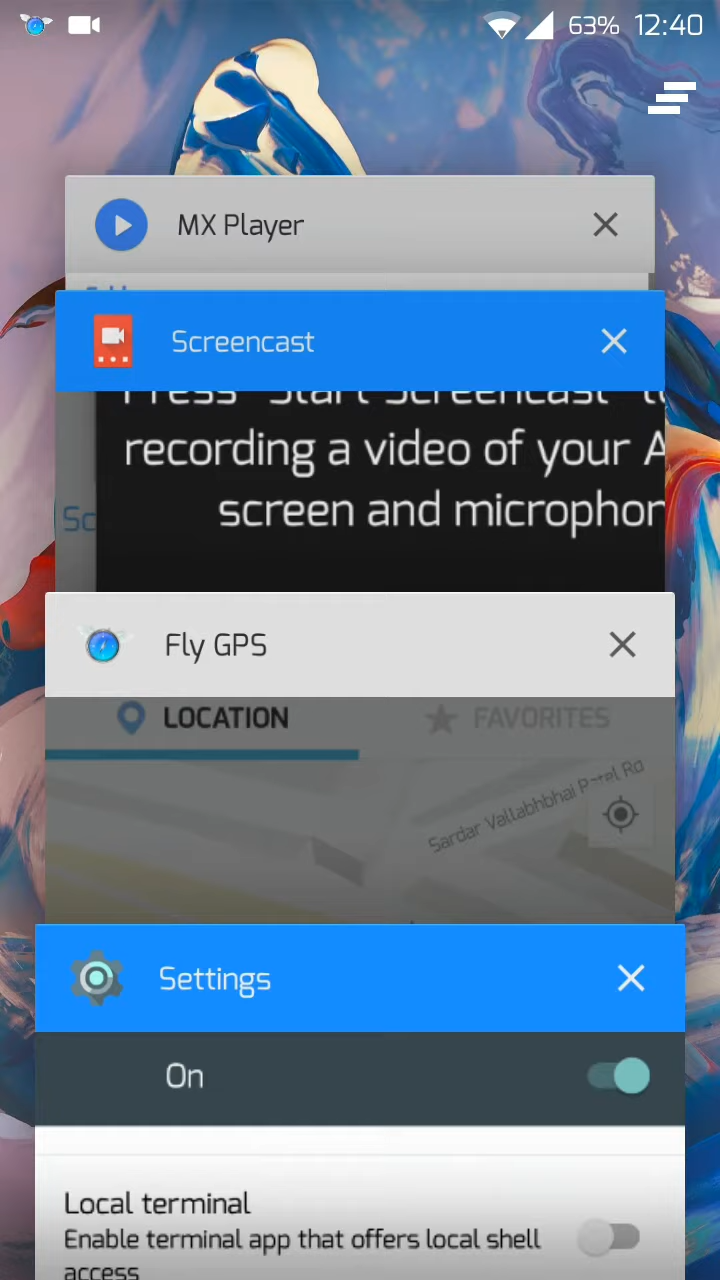 63% 12:40
MX Player
Screencast
Press "Start Screencast"
recording a video of your A
screen and microphon
Sc
Fly GPS
LOCATION FAVORITES
Sardar Vallabhbhai Patel Rd
Settings
On
Local terminal
Enable terminal app that offers local shell
access